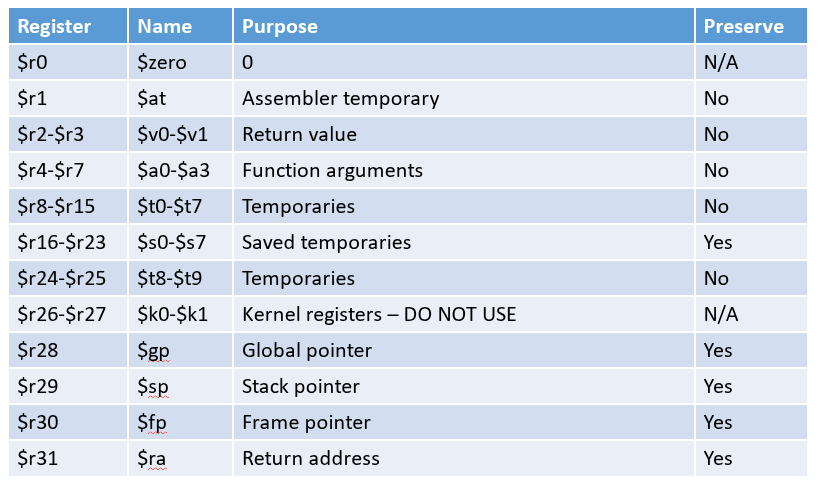 Register Name Purpose Preserve
$r0 $zero 0 N/A
$r1 $at Assembler temporary No
$r2-$r3 $v0-$v1 Return value No
$r4-$r7 $a0-$a3 Function arguments No
$r8-$r15 $t0-$t7 Temporaries No
$r16-$r23 $s0-$s7 Saved temporaries Yes
$r24-$r25 $t8-$t9 Temporaries No
$r26-$r27 $k0-$k1 Kernel registers – DO NOT USE N/A
$r28 $gp Global pointer Yes
$r29 $sp Stack pointer Yes
$r30 $fp Frame pointer Yes
$r31 $ra Return address Yes